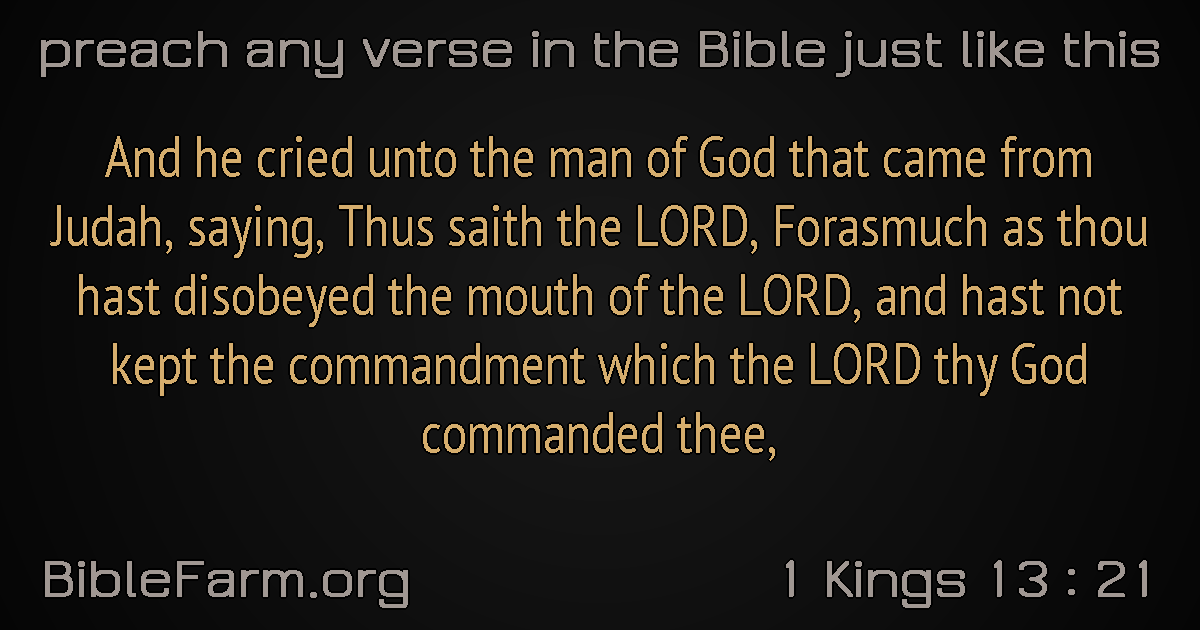 preach any verse in the Bible just like this
And he cried unto the man of God that came from
Judah, saying, Thus saith the LORD, Forasmuch as thou
hast disobeyed the mouth of the LORD, and hast not
kept the commandment which the LORD thy God
commanded thee,
BibleFarm.org
1 Kings 13 : 21